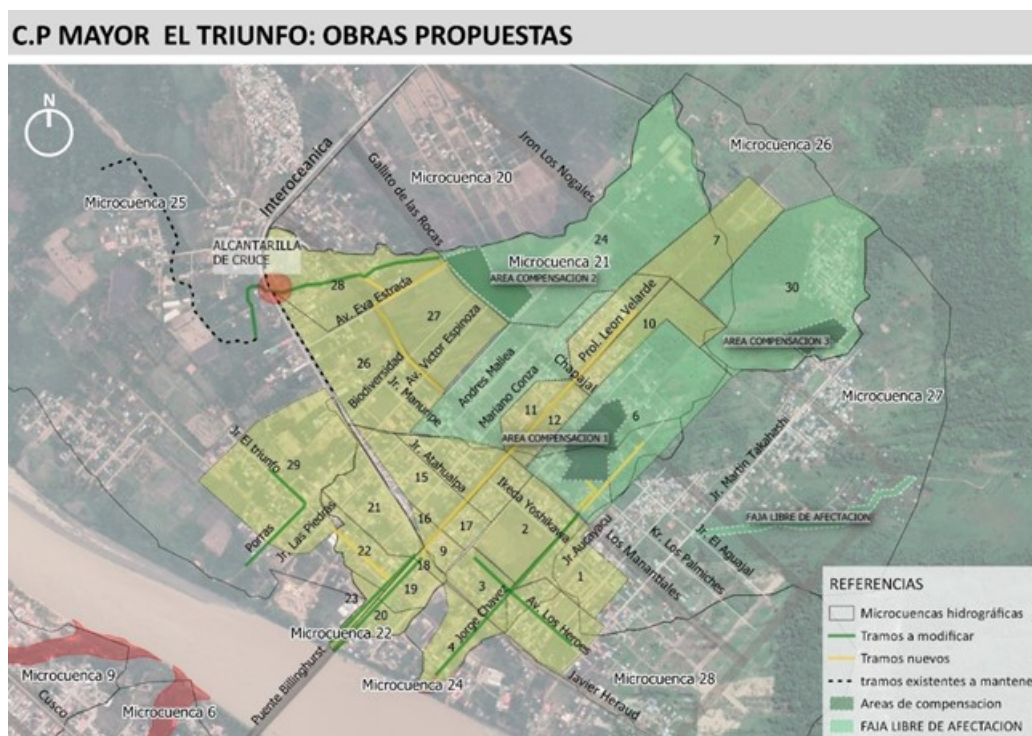 C.P MAYOR EL TRIUNFO: OBRAS PROPUESTAS
N
Microcuenca 26
Jron Los Nogales
Interoceanica
Gallito de las Rocas
Microcuenca 20
Microcuenca 25
ALCANTARILLA
DE CRUCE
24
7
Microcuenca 21
28
AREA COMPENSACION 2
30
Av. Eva Estrada
27
Av. Victor Espinoza
Prol. Leon Velarde
10
AREA COMPENSACION 3
26
Biodiversidad
Jr. Manuripe
Andres Mallea
Mariano Conza
Chapajal
Microcuenca 27
11
12
6
AREA COMPENSACION 1
Jr El triunfo
29
Jr. Atahualpa
15
Jr. Martin Takahashi
Ikeda Yoshikawa
21
16
17
2
FAJA LIBRE DE AFECTACION
Porras
Jr. Las Piedras
Jr Aucayacu
Los Manantiales
Kr. Los Palmiches
Jr. El Aguajal
22
9
18
1
19
3
23
20
Av. Los Heroes
4 Jorge Chavez
Microcuenca 22
Puente Billinghurst
Microcuenca 24
Javier Heraud
Microcuenca 28
Microcuenca 9
Cusco
Microcuenca 6
REFERENCIAS
Microcuencas hidrográficas
Tramos a modificar
Tramos nuevos
tramos existentes a mantene
Areas de compensacion
FAJA LIBRE DE AFECTACION